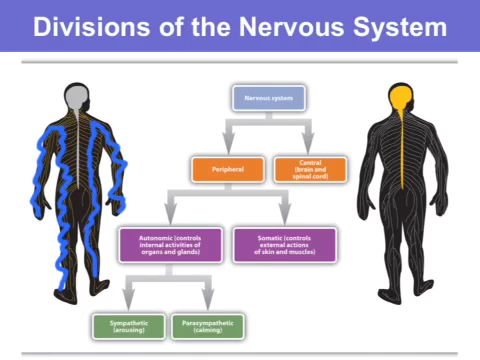 Divisions of the Nervous System
Nervous system
Peripheral
Central
(brain and
spinal cord)
Autonomic (controls
internal activities of
organs and glands)
Somatic (controls
external actions
of skin and muscles)
Sympathetic
(arousing)
Parasympathetic
(calming)